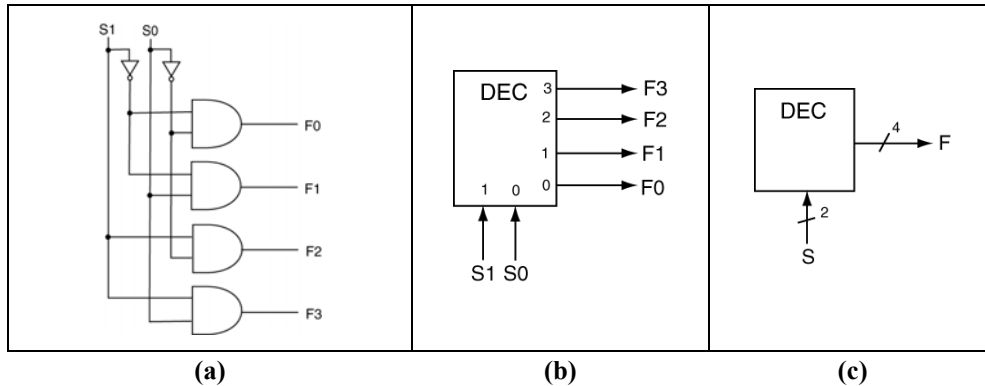 S1 S0
F0
F1
F2
F3
(a)
DEC
3 F3
2 F2
1 F1
0 F0
1 0
S1 S0
(b)
DEC
4
F
2
S
(c)